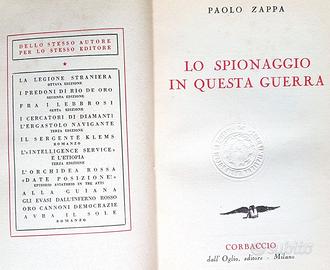 DELLO STESSO AUTORE
PER LO STESSO EDITORE
LA LEGIONE STRANIERA
OTTAVA EDIZIONE
I PREDONI DI RIO DE ORO
SECONDA EDIZIONE
FRA I LEBBROSI
SESTA EDIZIONE
I CERCATORI DI DIAMANTI
L'ERGASTOLO NAVIGANTE
TERZA EDIZIONE
IL SERGENTE KLEMS
ROMANZO
L'«INTELLIGENCE SERVICE»
E L'ETIOPIA
TERZA EDIZIONE
L'ORCHIDEA ROSSA
«DATE POSIZIONE!»
EPISODIO AVIATORIO IN TRE ATTI
ALLA GUIANA
GLI EVASI DALL'INFERNO ROSSO
ORO CANNONI DEMOCRAZIE
AVRA IL SOLE
ROMANZO
PAOLO ZAPPA
LO SPIONAGGIO
IN QUESTA GUERRA
CORBACCIO
dall'Oglio, editore - Milano
subito